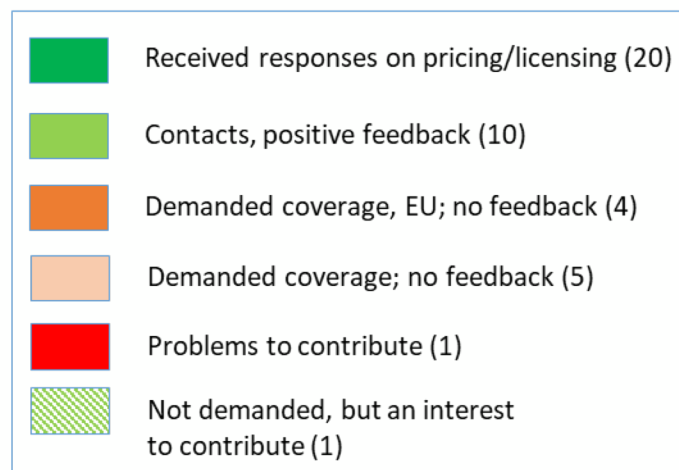 Received responses on pricing/licensing (20)
Contacts, positive feedback (10)
Demanded coverage, EU; no feedback (4)
Demanded coverage; no feedback (5)
Problems to contribute (1)
Not demanded, but an interest
to contribute (1)